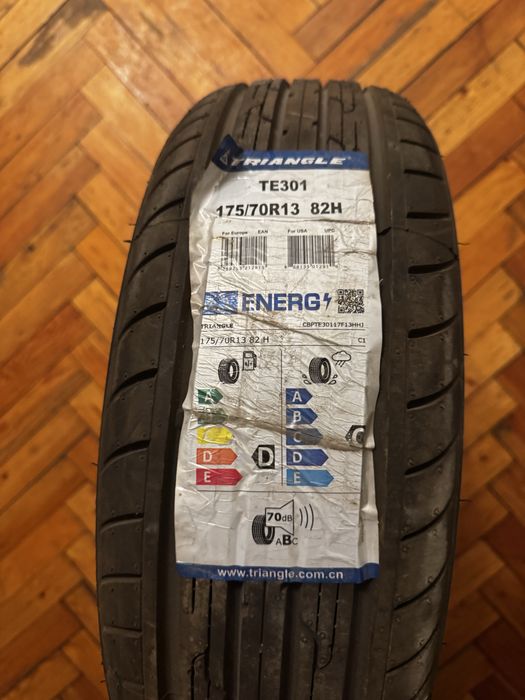 TRIANGLE
TE301
175/70R13 82H
For Europe EAN For USA UPC
ENERG
TRIANGLE CBPTE30117F13HHJ
175/70R13 82 H C1
A A
B
C C
D D D D
E E
70dB
ABC
www.triangle.com.cn